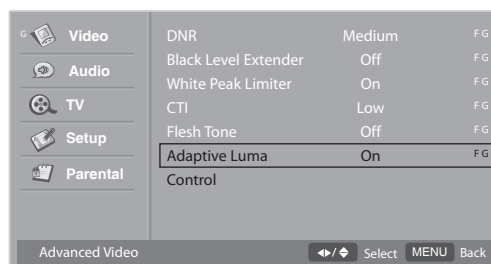 G Video
Audio
TV
Setup
Parental
DNR Medium F G
Black Level Extender Off F G
White Peak Limiter On F G
CTI Low F G
Flesh Tone Off F G
Adaptive Luma On F G
Control
Advanced Video Select MENU Back